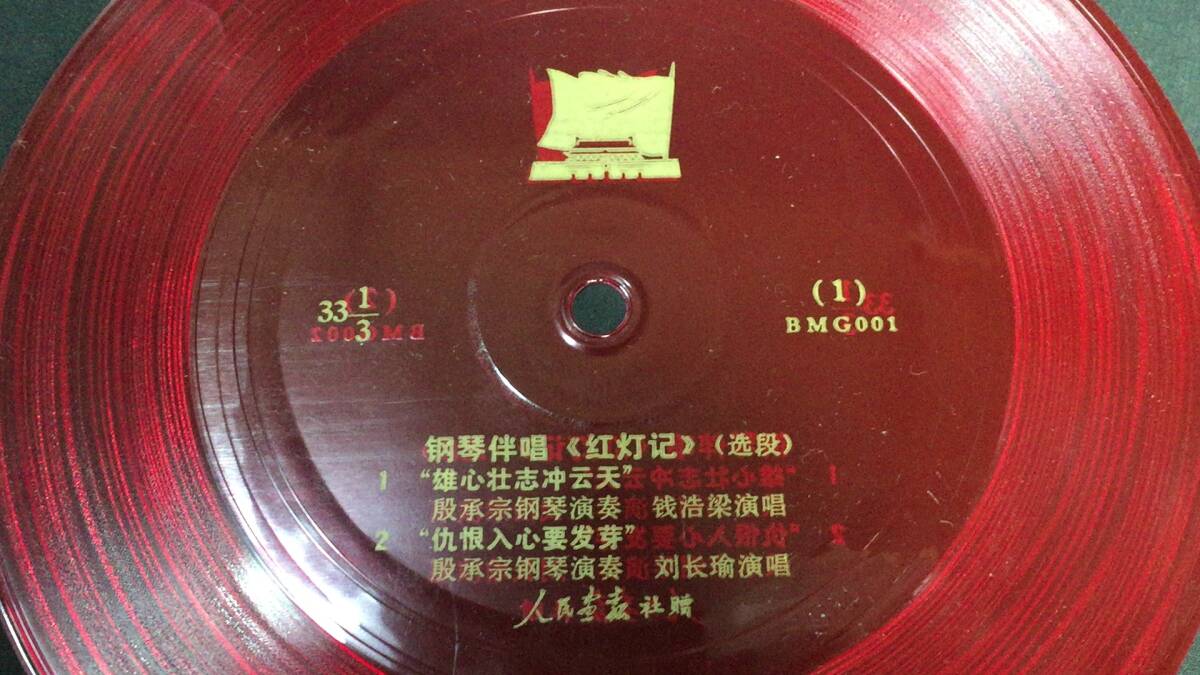 33 1/3
(1)
BMG001
钢琴伴唱《红灯记》(选段)
1 “雄心壮志冲云天”
殷承宗钢琴演奏 钱浩梁演唱
2 “仇恨入心要发芽”
殷承宗钢琴演奏 刘长瑜演唱
人民画报社赠